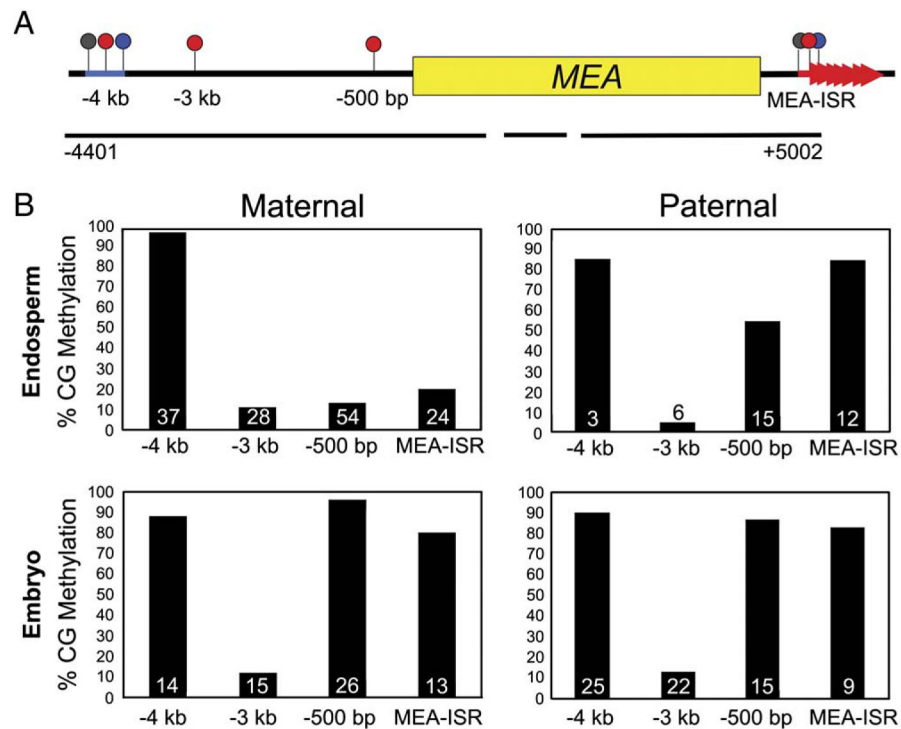 A
-4 kb
-3 kb
-500 bp
MEA
MEA-ISR
-4401
+5002
B
Maternal
Paternal
Endosperm
% CG Methylation
100
90
80
70
60
50
40
30
20
10
0
37
28
54
24
-4 kb
-3 kb
-500 bp
MEA-ISR
100
90
80
70
60
50
40
30
20
10
0
3
6
15
12
-4 kb
-3 kb
-500 bp
MEA-ISR
Embryo
% CG Methylation
100
90
80
70
60
50
40
30
20
10
0
14
15
26
13
-4 kb
-3 kb
-500 bp
MEA-ISR
100
90
80
70
60
50
40
30
20
10
0
25
22
15
9
-4 kb
-3 kb
-500 bp
MEA-ISR